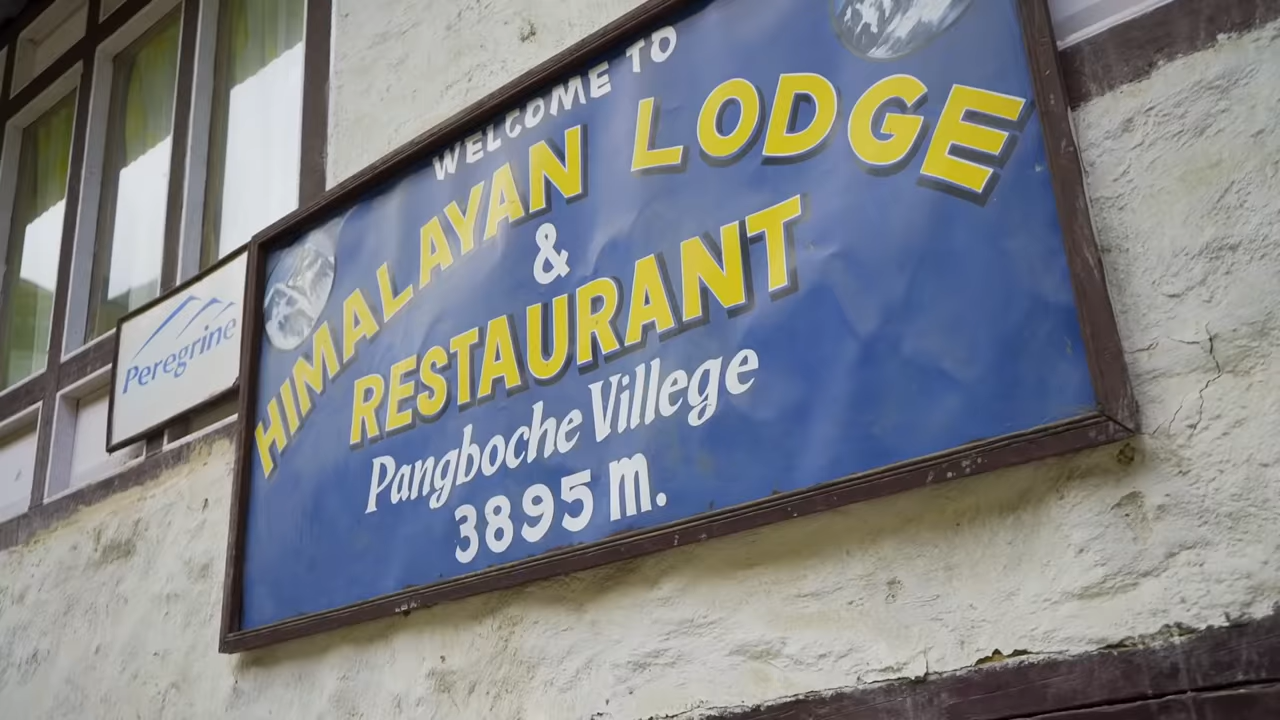 WELCOME TO
HIMALAYAN LODGE
&
RESTAURANT
Pangboche Villege
3895 m.
Peregrine